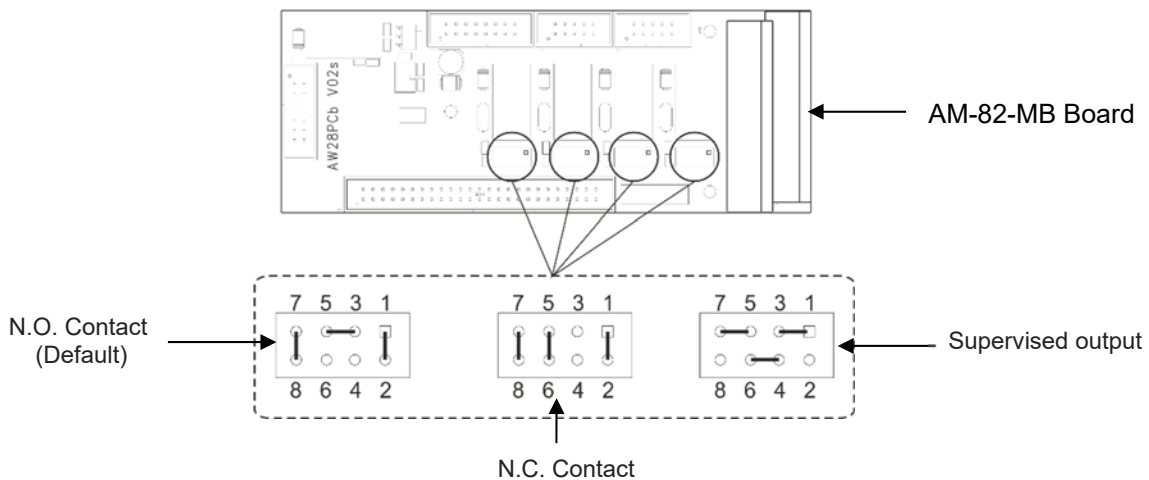 AW28PCb V02s
AM-82-MB Board
7 5 3 1
8 6 4 2
N.O. Contact
(Default)
7 5 3 1
8 6 4 2
N.C. Contact
7 5 3 1
8 6 4 2
Supervised output